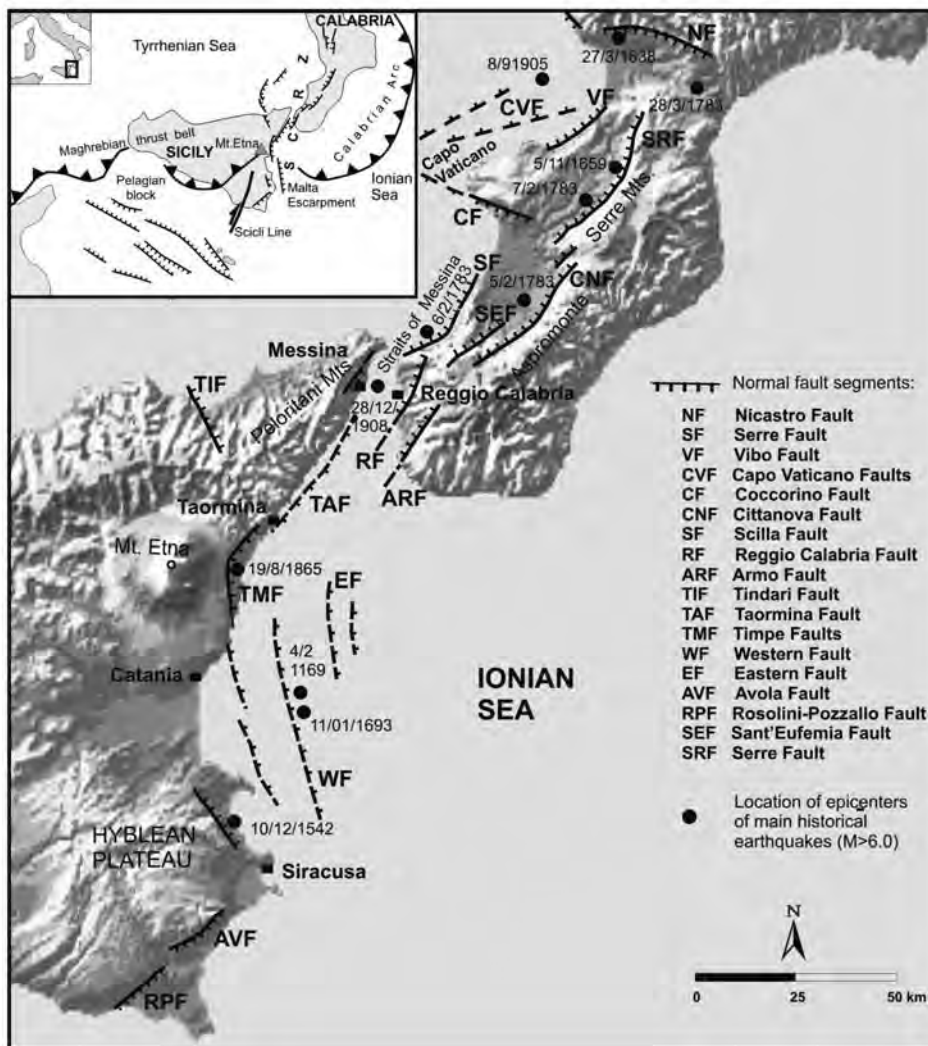 CALABRIA
Tyrrhenian Sea
S C R Z
Calabrian Arc
Maghrebian thrust bell
Mt.Etna
SICILY
Ionian
Sea
Pelagian
block
Malta
Escarpment
Scicli Line
NF
27/3/1638
8/91905
28/3/1783
CVF
VF
SRF
Capo
Vaticano
5/11/1659
7/2/1783
Serre Mts.
CF
SF
5/2/1783
CNF
Straits of Messina
6/2/1783
SEF
Aspromonte
Messina
TIF
Peloritani Mts.
Reggio Calabria
28/12/
1908
RF
ARF
TAF
Taormina
Mt. Etna
19/8/1865
TMF
EF
4/2
1169
Catania
IONIAN
SEA
11/01/1693
WF
10/12/1542
HYBLEAN
PLATEAU
Siracusa
AVF
RPF
Normal fault segments:
NF Nicastro Fault
SF Serre Fault
VF Vibo Fault
CVF Capo Vaticano Faults
CF Coccorino Fault
CNF Cittanova Fault
SF Scilla Fault
RF Reggio Calabria Fault
ARF Armo Fault
TIF Tindari Fault
TAF Taormina Fault
TMF Timpe Faults
WF Western Fault
EF Eastern Fault
AVF Avola Fault
RPF Rosolini-Pozzallo Fault
SEF Sant'Eufemia Fault
SRF Serre Fault
Location of epicenters
of main historical
earthquakes (M>6.0)
N
0 25 50 km